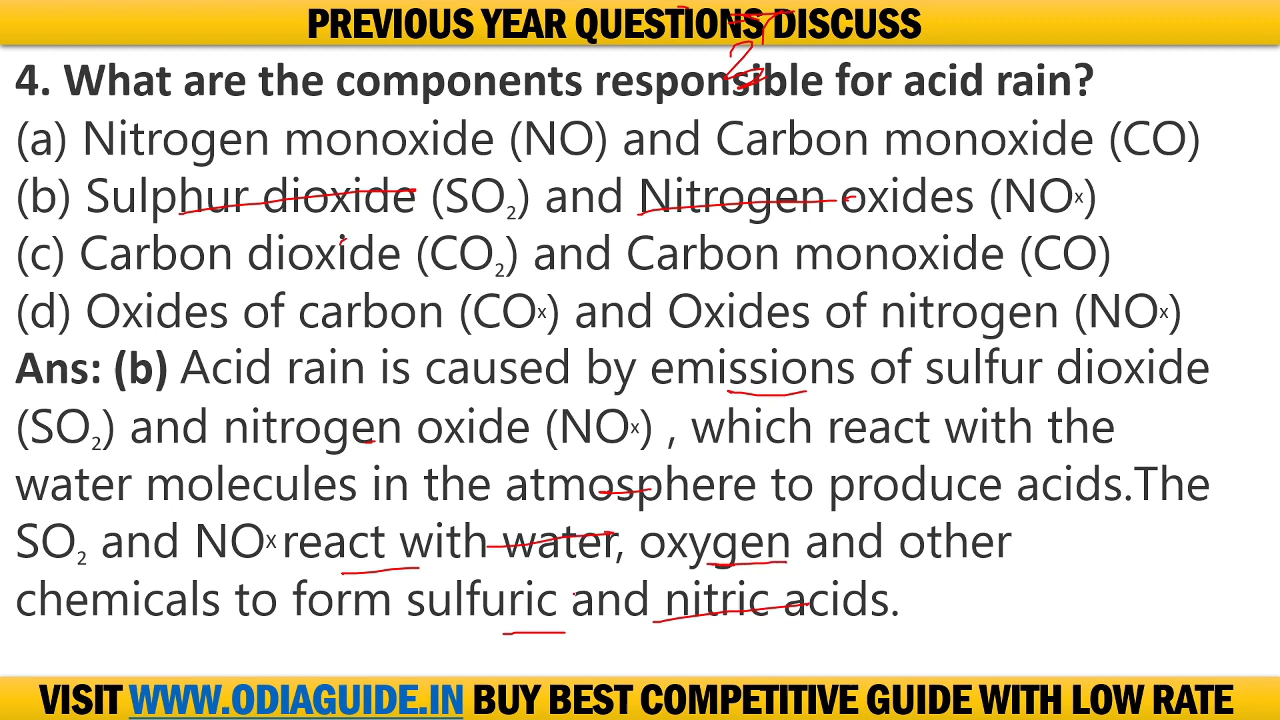 PREVIOUS YEAR QUESTIONS DISCUSS
4. What are the components responsible for acid rain?
(a) Nitrogen monoxide (NO) and Carbon monoxide (CO)
(b) Sulphur dioxide (SO₂) and Nitrogen oxides (NOˣ)
(c) Carbon dioxide (CO₂) and Carbon monoxide (CO)
(d) Oxides of carbon (COˣ) and Oxides of nitrogen (NOˣ)
Ans: (b) Acid rain is caused by emissions of sulfur dioxide
(SO₂) and nitrogen oxide (NOˣ) , which react with the
water molecules in the atmosphere to produce acids.The
SO₂ and NOˣ react with water, oxygen and other
chemicals to form sulfuric and nitric acids.
VISIT WWW.ODIAGUIDE.IN BUY BEST COMPETITIVE GUIDE WITH LOW RATE